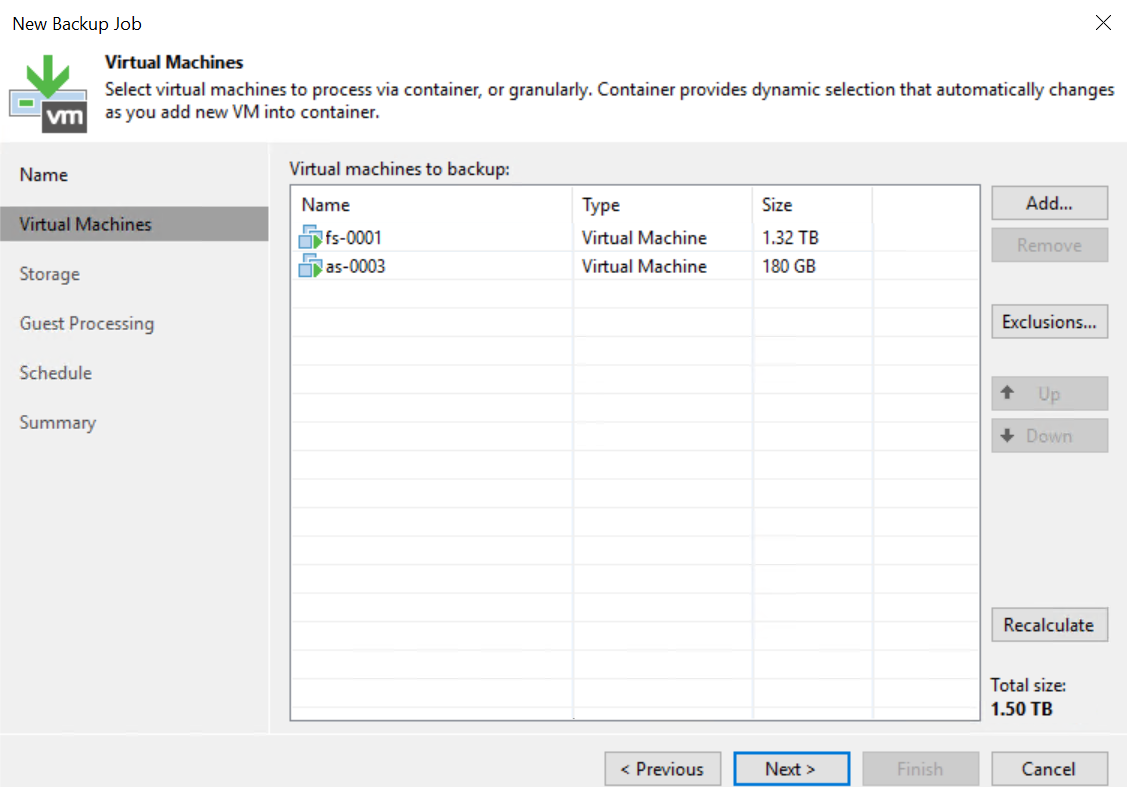 New Backup Job
Virtual Machines
Select virtual machines to process via container, or granularly. Container provides dynamic selection that automatically changes
as you add new VM into container.
vm
Name
Virtual Machines
Storage
Guest Processing
Schedule
Summary
Virtual machines to backup:
Name Type Size
fs-0001 Virtual Machine 1.32 TB
as-0003 Virtual Machine 180 GB
Add...
Remove
Exclusions...
Up
Down
Recalculate
Total size:
1.50 TB
< Previous Next > Finish Cancel